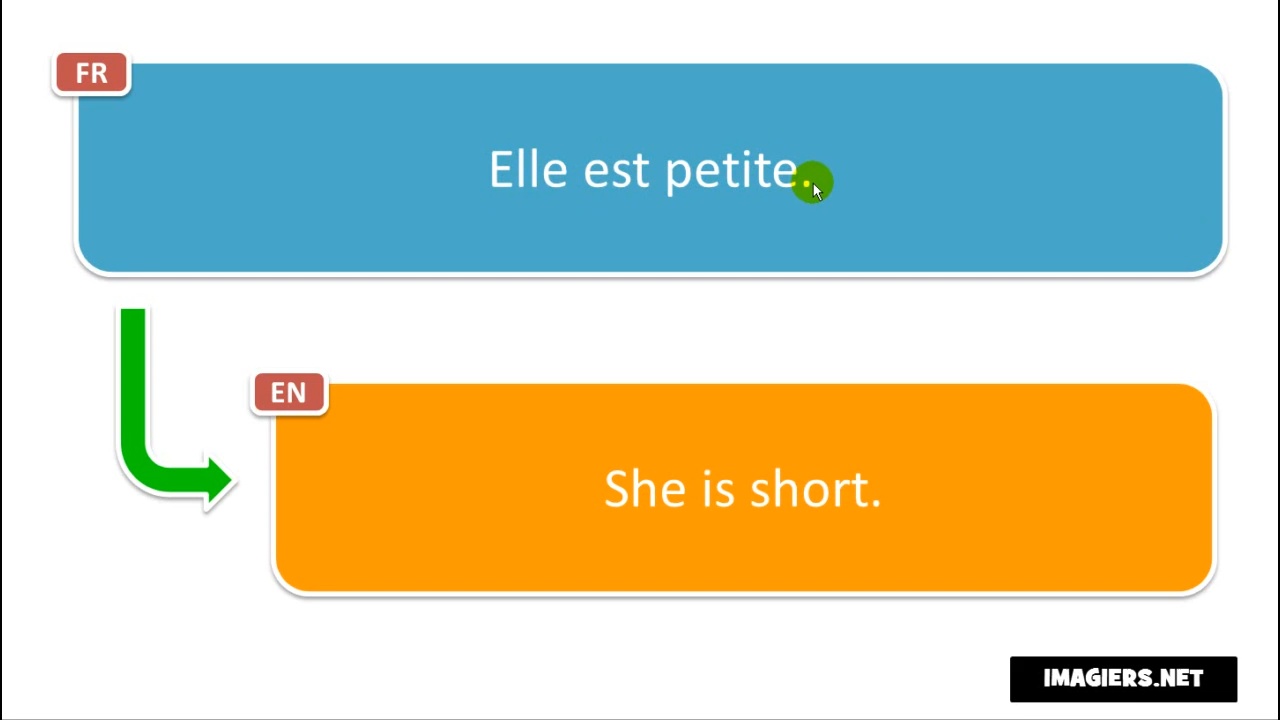 FR
Elle est petite.
EN
She is short.
IMAGIERS.NET